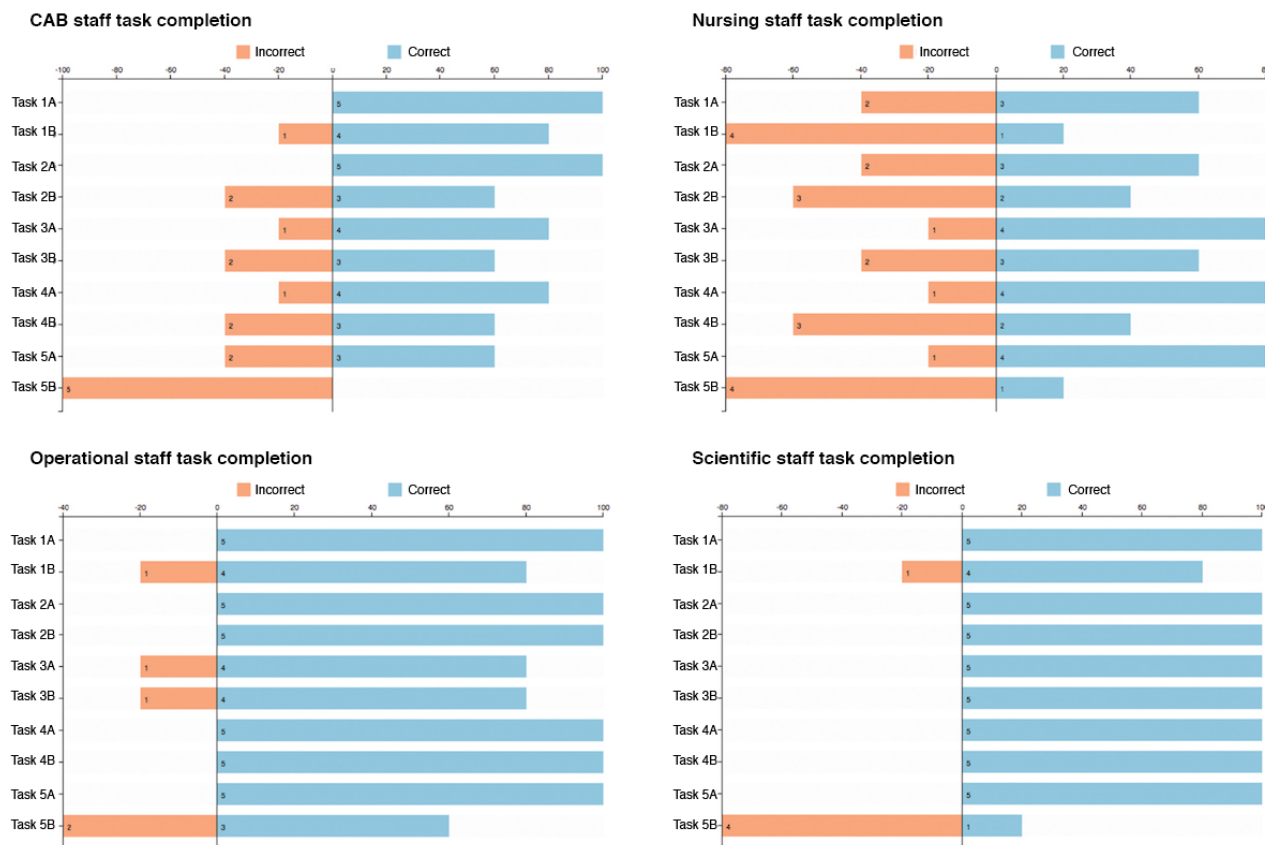 CAB staff task completion
Incorrect Correct
-100 -80 -60 -40 -20 0 20 40 60 80 100
Task 1A 5
Task 1B 1 4
Task 2A 5
Task 2B 2 3
Task 3A 1 4
Task 3B 2 3
Task 4A 1 4
Task 4B 2 3
Task 5A 2 3
Task 5B 5
Nursing staff task completion
Incorrect Correct
-80 -60 -40 -20 0 20 40 60
Task 1A 2 3
Task 1B 4 1
Task 2A 2 3
Task 2B 3 2
Task 3A 1 4
Task 3B 2 3
Task 4A 1 4
Task 4B 3 2
Task 5A 1 4
Task 5B 4 1
Operational staff task completion
Incorrect Correct
-40 -20 0 20 40 60 80 100
Task 1A 5
Task 1B 1 4
Task 2A 5
Task 2B 5
Task 3A 1 4
Task 3B 1 4
Task 4A 5
Task 4B 5
Task 5A 5
Task 5B 2 3
Scientific staff task completion
Incorrect Correct
-80 -60 -40 -20 0 20 40 60 80 100
Task 1A 5
Task 1B 1 4
Task 2A 5
Task 2B 5
Task 3A 5
Task 3B 5
Task 4A 5
Task 4B 5
Task 5A 5
Task 5B 4 1